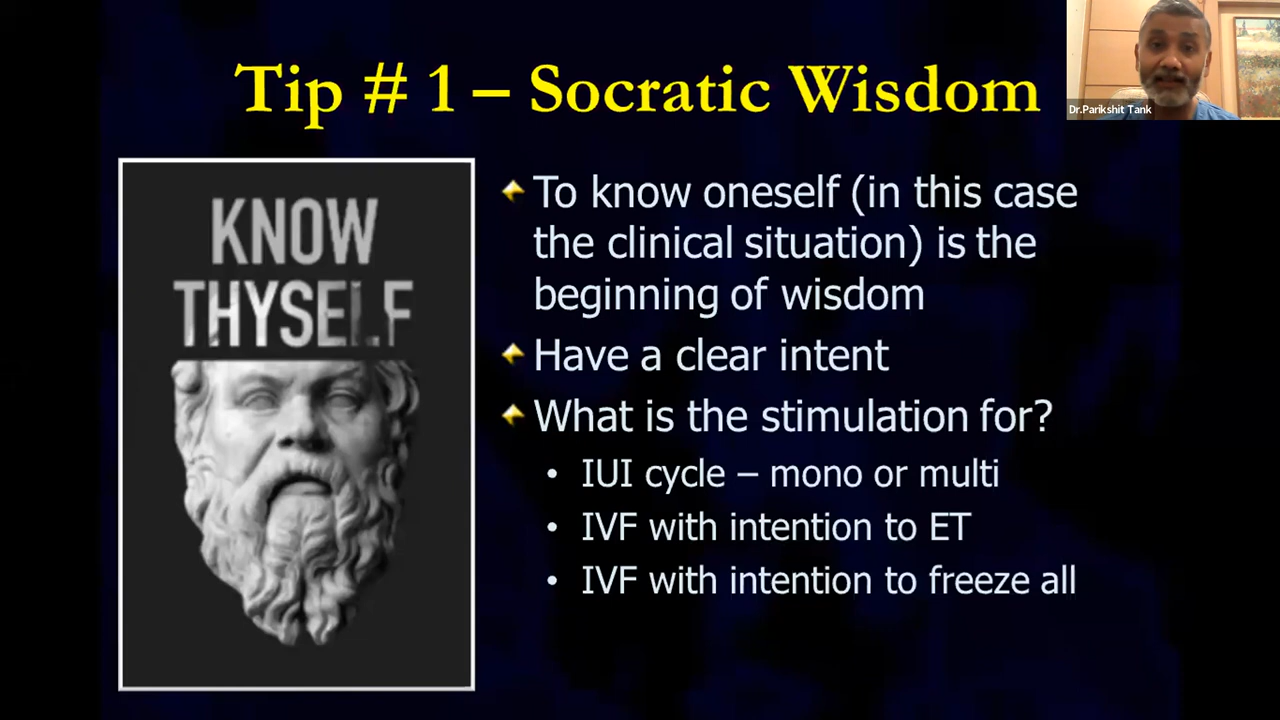 Tip # 1 – Socratic Wisdom
Dr.Parikshit Tank
KNOW
THYSELF
To know oneself (in this case
the clinical situation) is the
beginning of wisdom
Have a clear intent
What is the stimulation for?
• IUI cycle – mono or multi
• IVF with intention to ET
• IVF with intention to freeze all